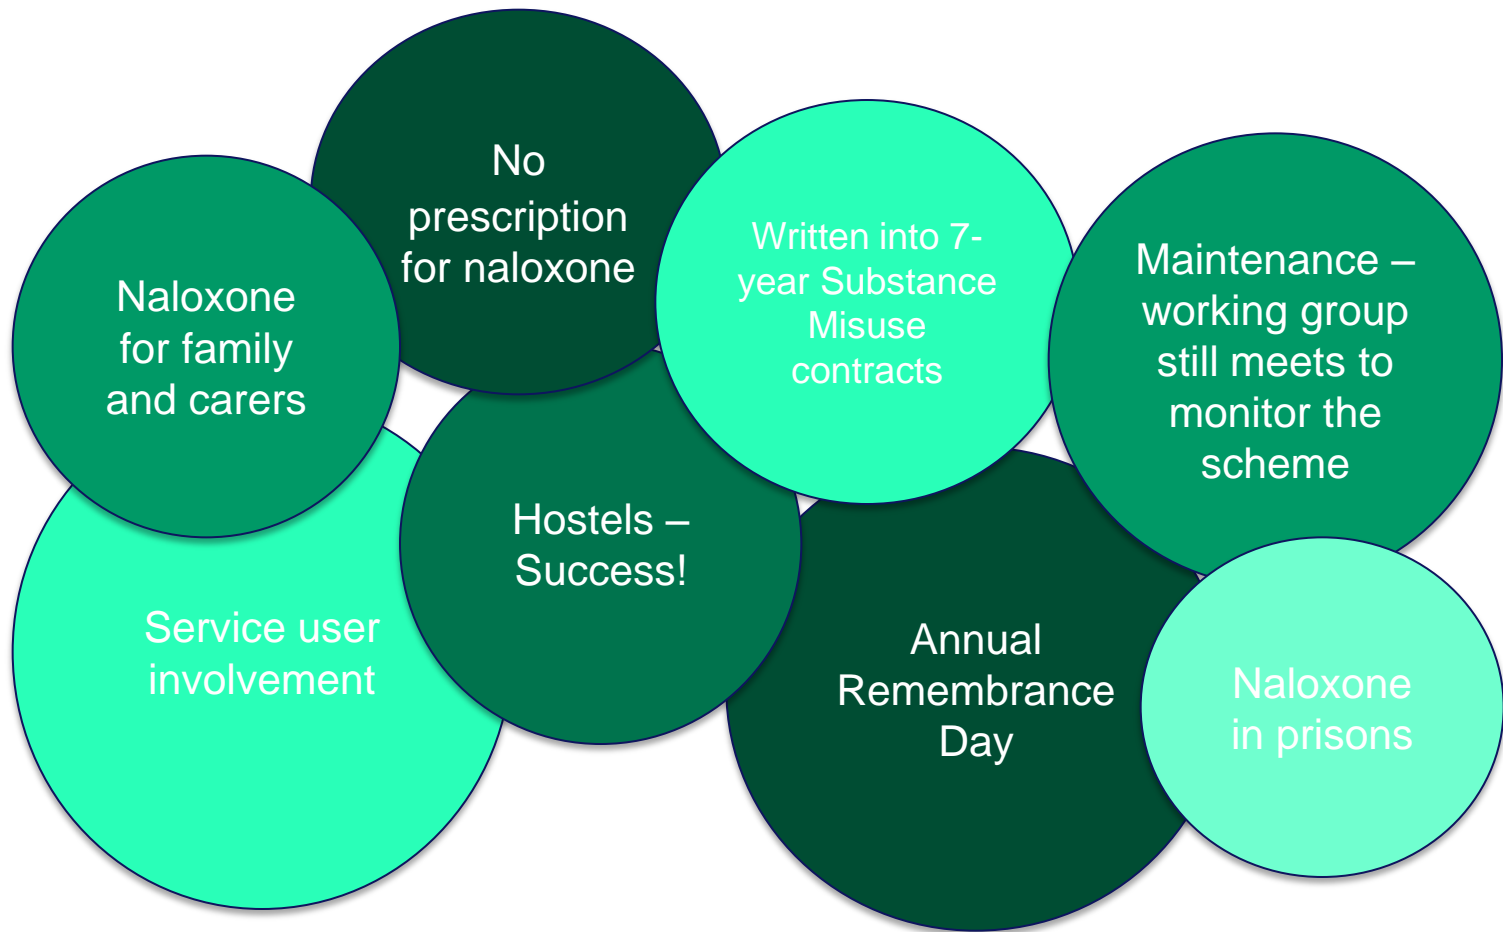 No
prescription
for naloxone
Written into 7-
year Substance
Misuse
contracts
Maintenance –
working group
still meets to
monitor the
scheme
Naloxone
for family
and carers
Hostels –
Success!
Service user
involvement
Annual
Remembrance
Day
Naloxone
in prisons